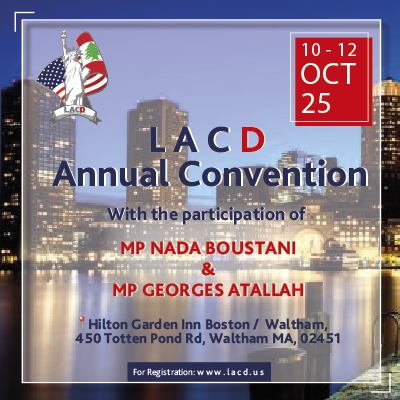 LACD
10 - 12
OCT
25
LACD
Annual Convention
With the participation of
MP NADA BOUSTANI
&
MP GEORGES ATALLAH
Hilton Garden Inn Boston / Waltham,
450 Totten Pond Rd, Waltham MA, 02451
For Registration: www.lacd.us